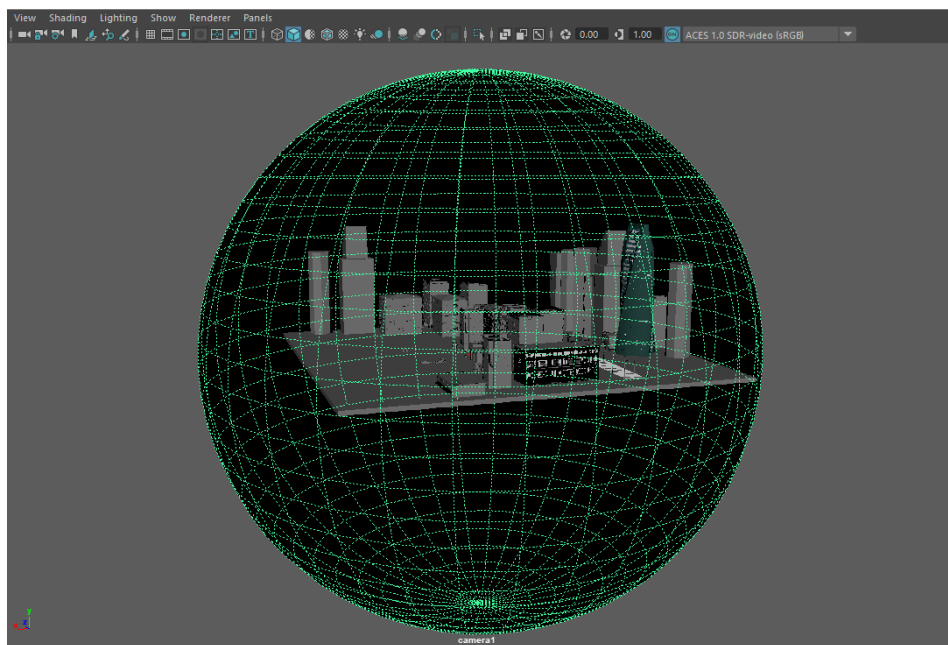 View Shading Lighting Show Renderer Panels
0.00 1.00 ACES 1.0 SDR-video (sRGB)
y
z
camera1